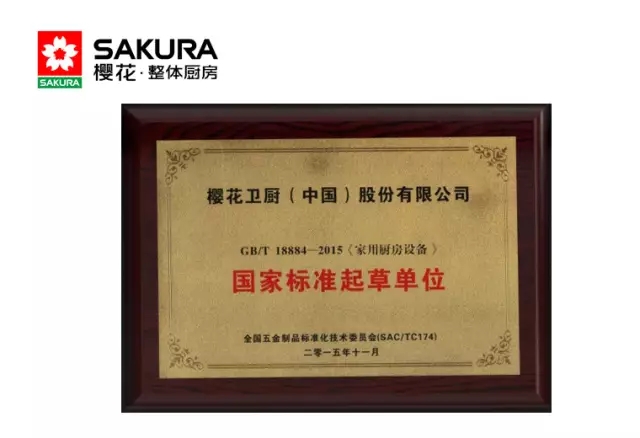 SAKURA
樱花·整体厨房
SAKURA
樱花卫厨（中国）股份有限公司
GB/T 18884—2015《家用厨房设备》
国家标准起草单位
全国五金制品标准化技术委员会(SAC/TC174)
二零一五年十一月